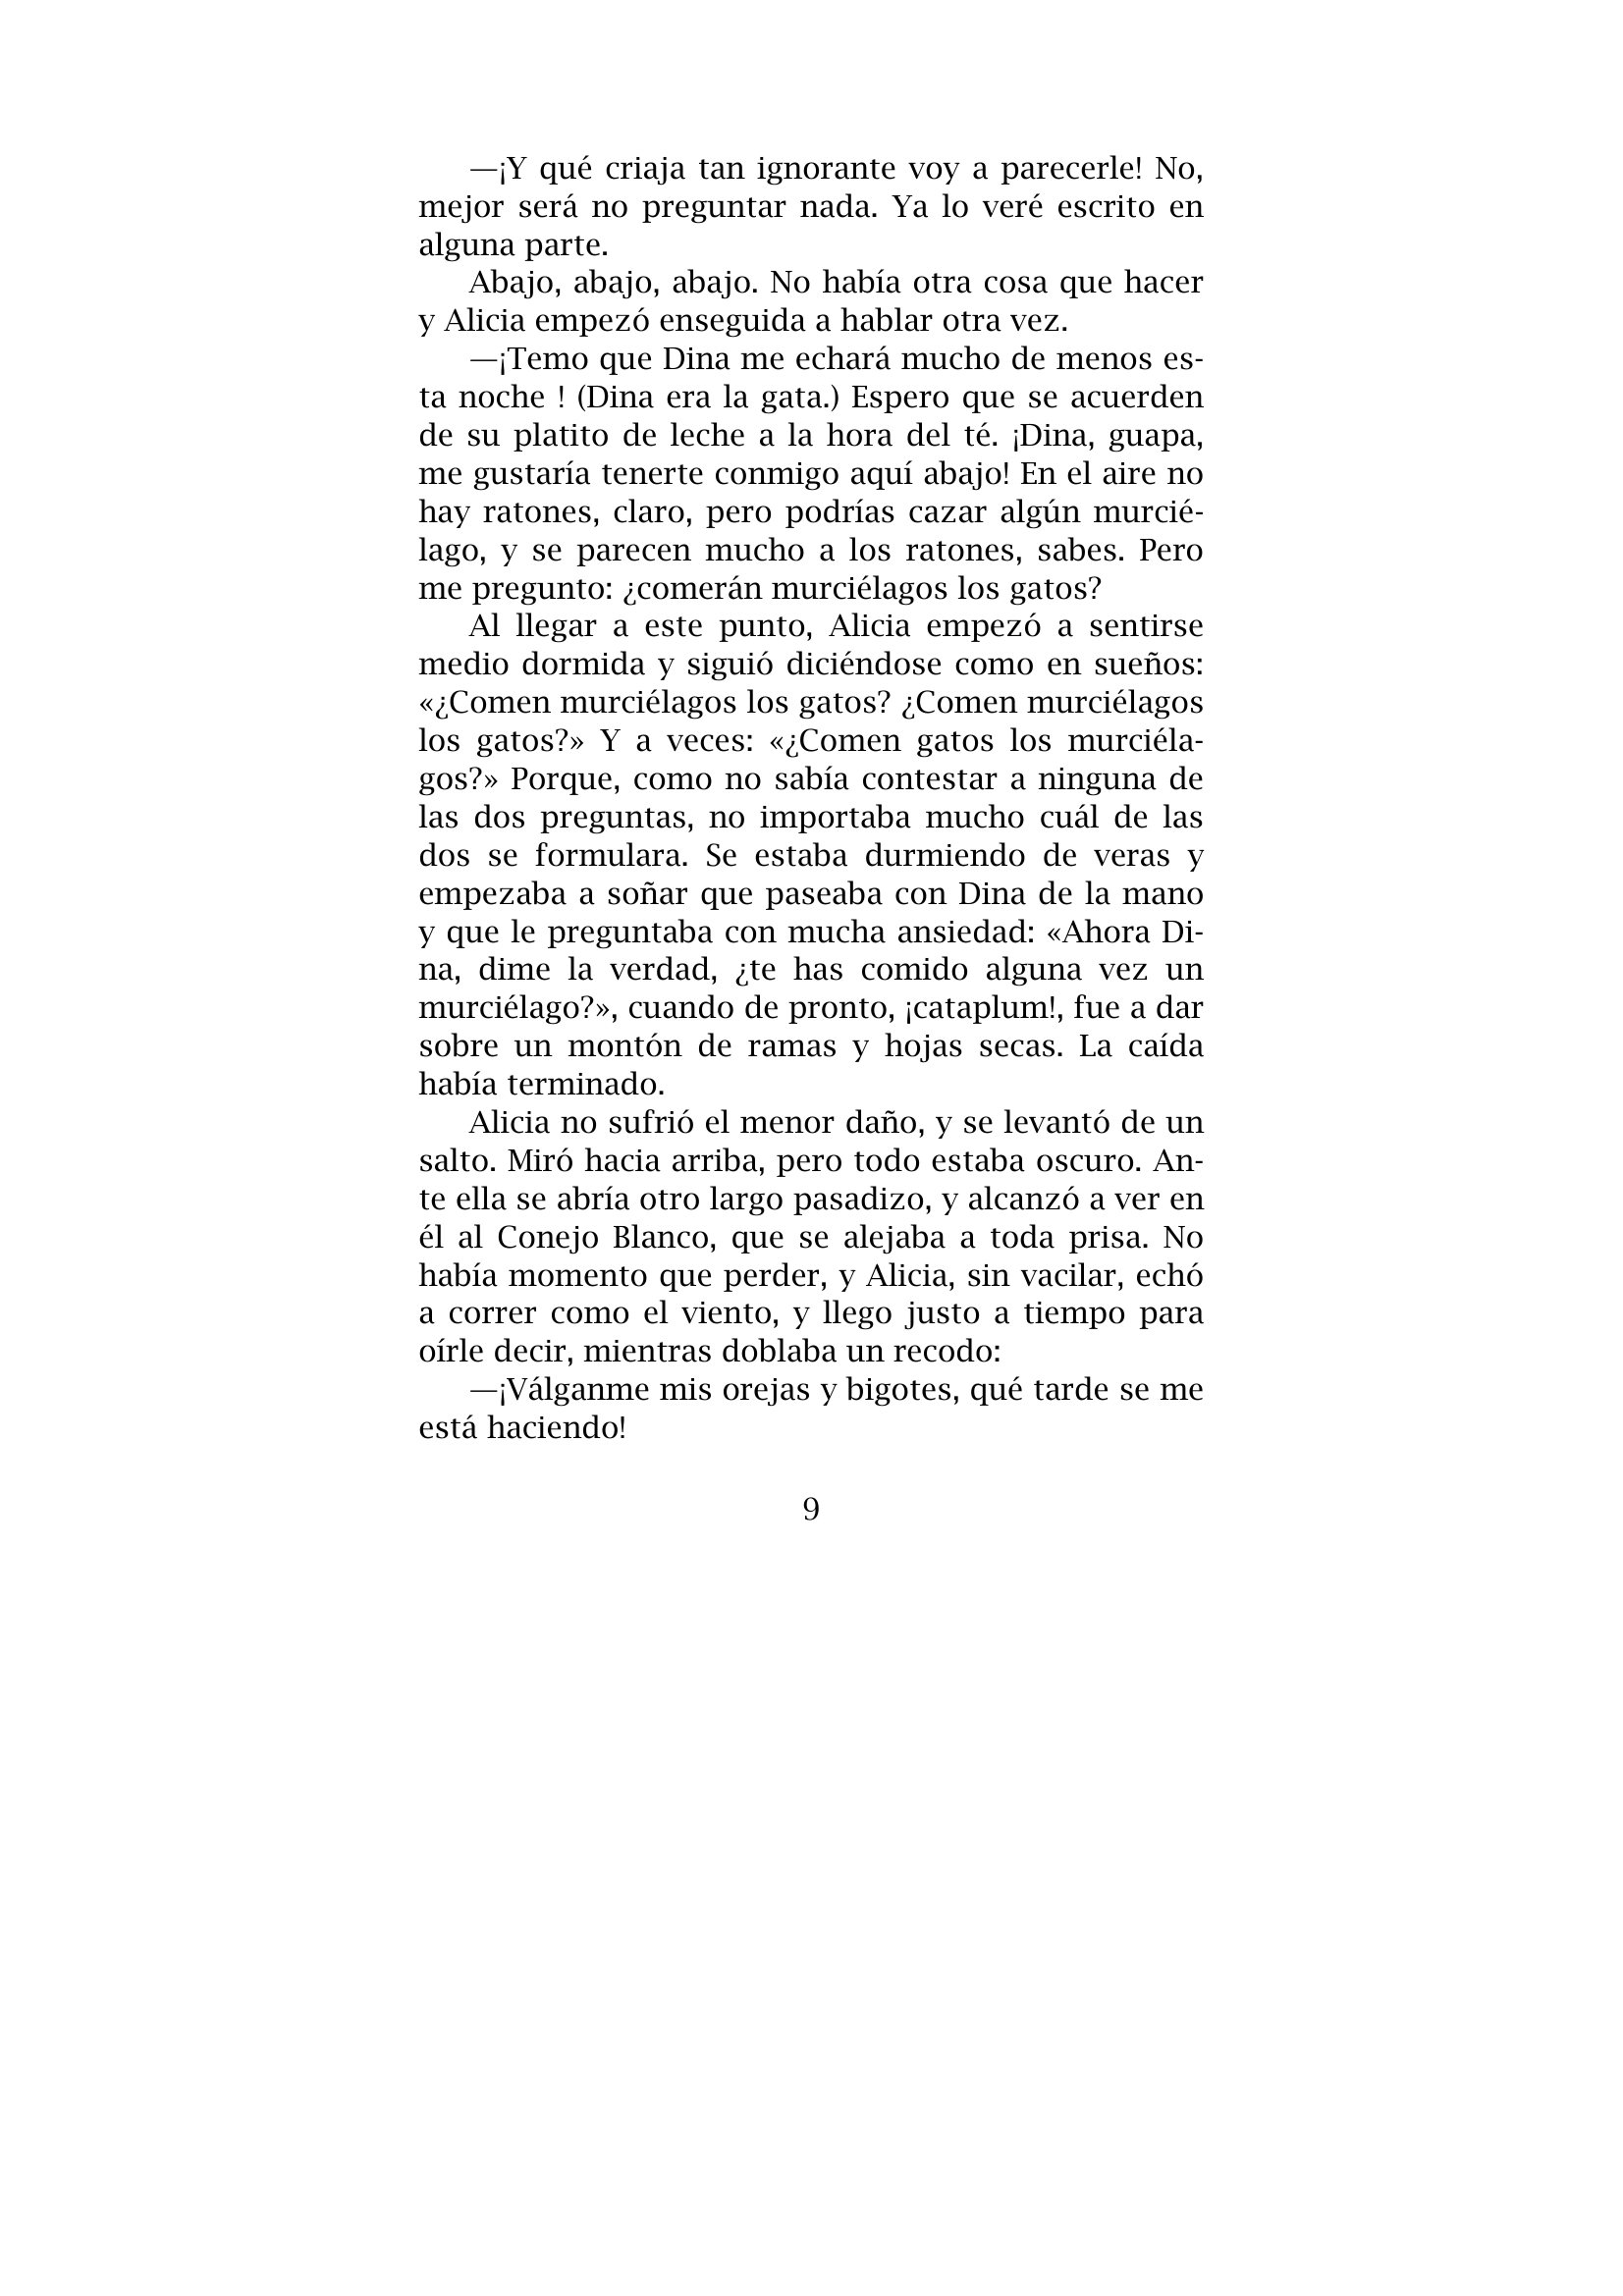 —¡Y qué criaja tan ignorante voy a parecerle! No,
mejor será no preguntar nada. Ya lo veré escrito en
alguna parte.
Abajo, abajo, abajo. No había otra cosa que hacer
y Alicia empezó enseguida a hablar otra vez.
—¡Temo que Dina me echará mucho de menos es-
ta noche ! (Dina era la gata.) Espero que se acuerden
de su platito de leche a la hora del té. ¡Dina, guapa,
me gustaría tenerte conmigo aquí abajo! En el aire no
hay ratones, claro, pero podrías cazar algún murcié-
lago, y se parecen mucho a los ratones, sabes. Pero
me pregunto: ¿comerán murciélagos los gatos?
Al llegar a este punto, Alicia empezó a sentirse
medio dormida y siguió diciéndose como en sueños:
«¿Comen murciélagos los gatos? ¿Comen murciélagos
los gatos?» Y a veces: «¿Comen gatos los murciéla-
gos?» Porque, como no sabía contestar a ninguna de
las dos preguntas, no importaba mucho cuál de las
dos se formulara. Se estaba durmiendo de veras y
empezaba a soñar que paseaba con Dina de la mano
y que le preguntaba con mucha ansiedad: «Ahora Di-
na, dime la verdad, ¿te has comido alguna vez un
murciélago?», cuando de pronto, ¡cataplum!, fue a dar
sobre un montón de ramas y hojas secas. La caída
había terminado.
Alicia no sufrió el menor daño, y se levantó de un
salto. Miró hacia arriba, pero todo estaba oscuro. An-
te ella se abría otro largo pasadizo, y alcanzó a ver en
él al Conejo Blanco, que se alejaba a toda prisa. No
había momento que perder, y Alicia, sin vacilar, echó
a correr como el viento, y llego justo a tiempo para
oírle decir, mientras doblaba un recodo:
—¡Válganme mis orejas y bigotes, qué tarde se me
está haciendo!
9